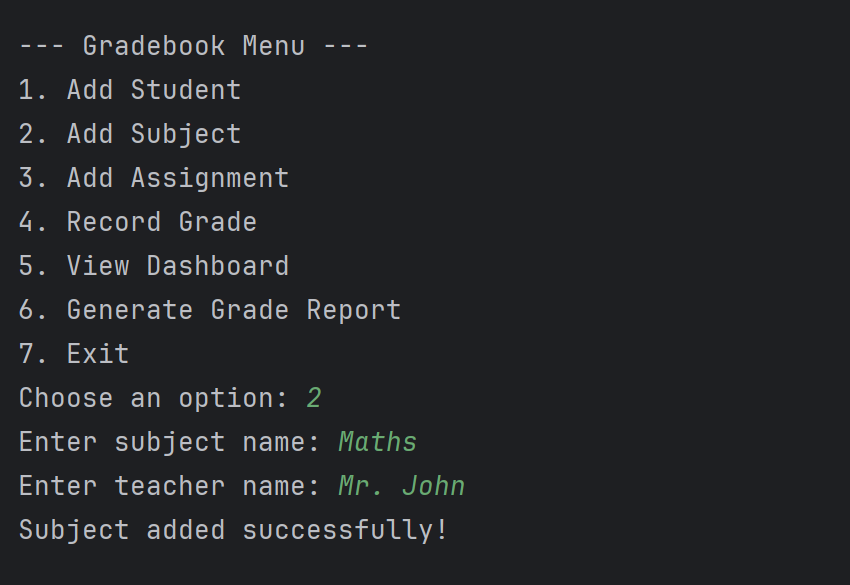 --- Gradebook Menu ---
1. Add Student
2. Add Subject
3. Add Assignment
4. Record Grade
5. View Dashboard
6. Generate Grade Report
7. Exit
Choose an option: 2
Enter subject name: Maths
Enter teacher name: Mr. John
Subject added successfully!